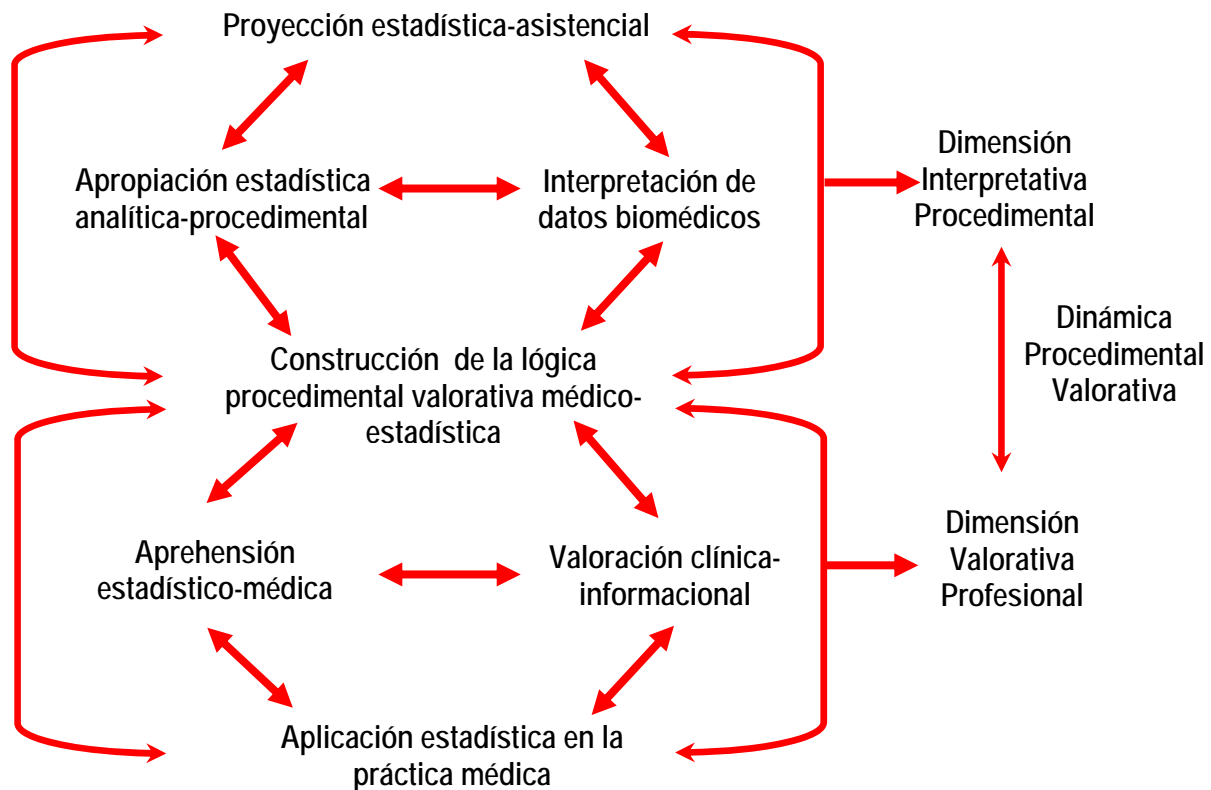 Proyección estadística-asistencial
Apropiación estadística
analítica-procedimental
Interpretación de
datos biomédicos
Dimensión
Interpretativa
Procedimental
Construcción de la lógica
procedimental valorativa médico-
estadística
Dinámica
Procedimental
Valorativa
Aprehensión
estadístico-médica
Valoración clínica-
informacional
Dimensión
Valorativa
Profesional
Aplicación estadística en la
práctica médica